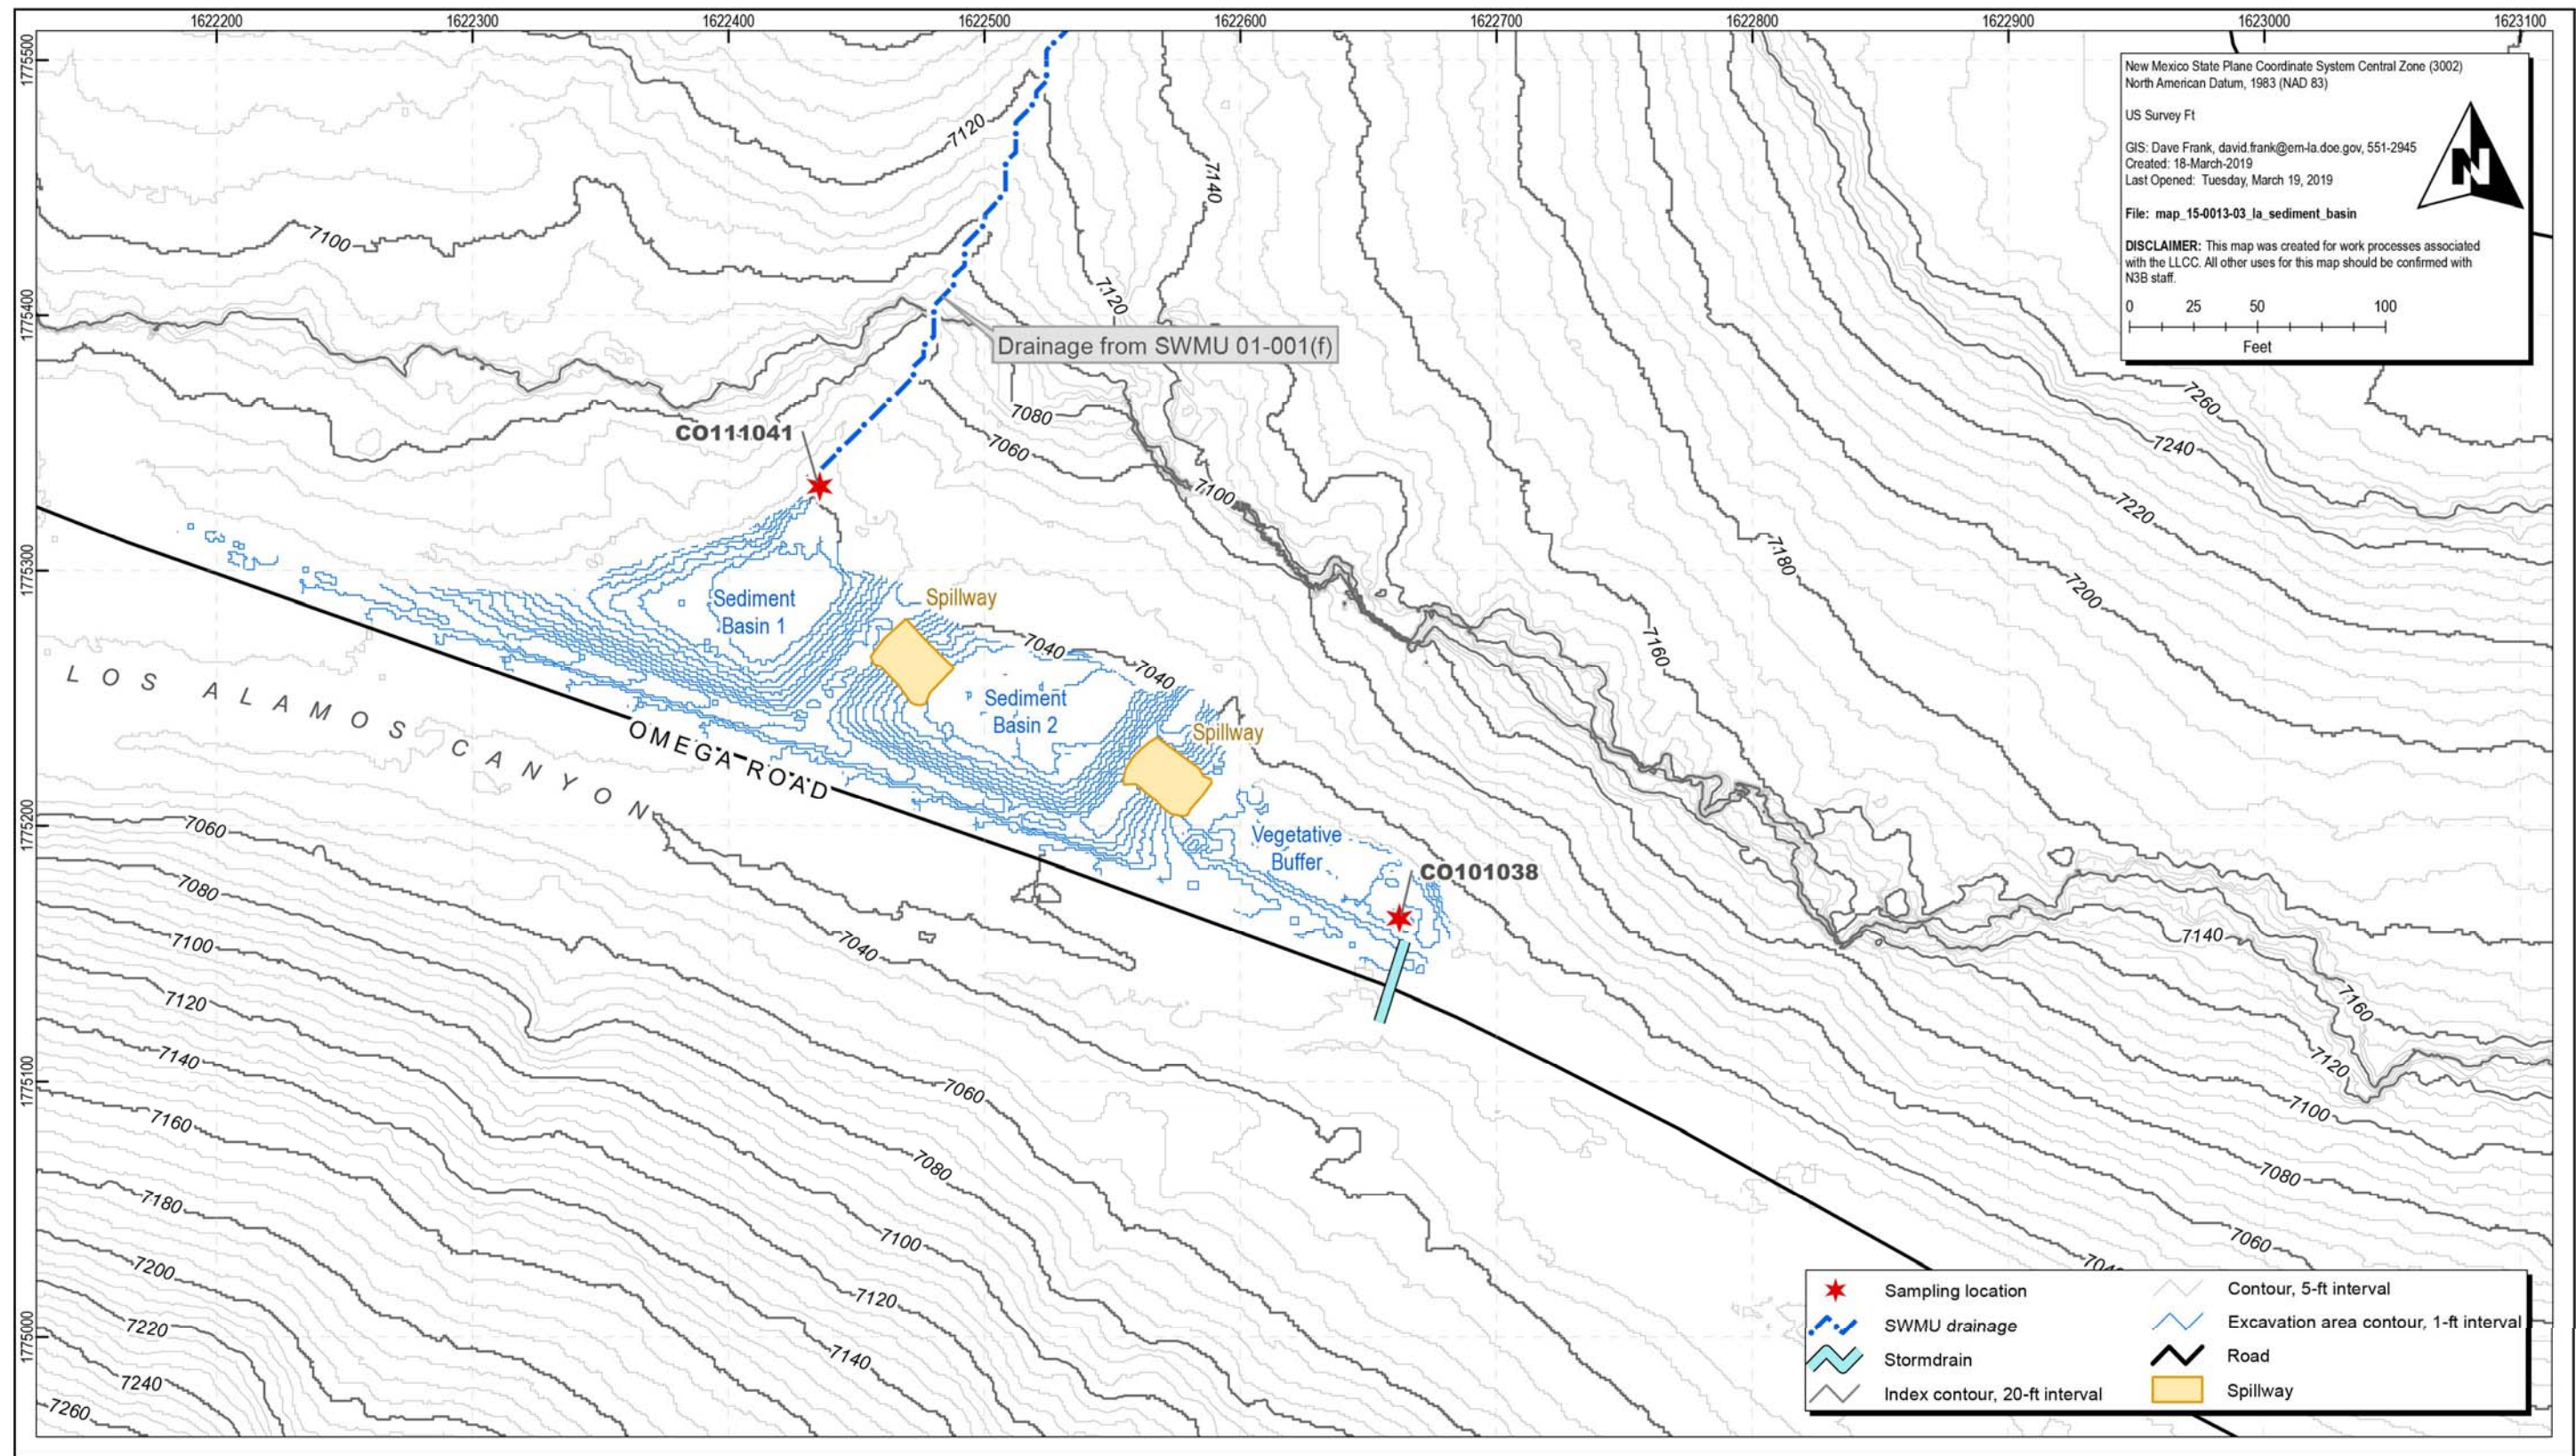 1622200 1622300 1622400 1622500 1622600 1622700 1622800 1622900 1623000 1623100
1775500
1775400
1775300
1775200
1775100
1775000
New Mexico State Plane Coordinate System Central Zone (3002)
North American Datum, 1983 (NAD 83)
US Survey Ft
GIS: Dave Frank, david.frank@em-la.doe.gov, 551-2945
Created: 18-March-2019
Last Opened: Tuesday, March 19, 2019
File: map_15-0013-03_la_sediment_basin
DISCLAIMER: This map was created for work processes associated
with the LLCC. All other uses for this map should be confirmed with
N3B staff.
0 25 50 100
Feet
N
7120
7140
7100
7120
Drainage from SWMU 01-001(f)
7080
7060
CO111041
7100
7260
7240
7220
7200
7180
7160
Sediment
Basin 1
Spillway
7040
7040
Sediment
Basin 2
Spillway
LOS ALAMOS CANYON
OMEGA ROAD
Vegetative
Buffer
CO101038
7060
7080
7100
7120
7140
7160
7180
7200
7220
7240
7260
7040
7060
7080
7100
7120
7140
7140
7160
7120
7100
7080
7060
Sampling location
SWMU drainage
Stormdrain
Index contour, 20-ft interval
Contour, 5-ft interval
Excavation area contour, 1-ft interval
Road
Spillway